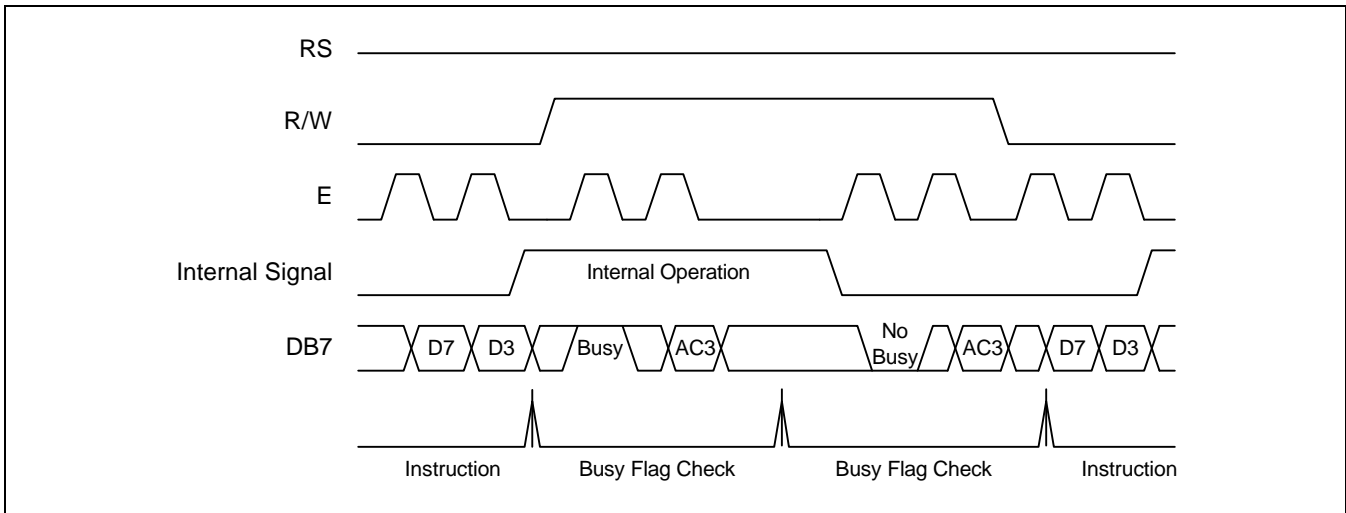 RS
R/W
E
Internal Signal
Internal Operation
DB7
D7 D3 Busy AC3 No Busy AC3 D7 D3
Instruction Busy Flag Check Busy Flag Check Instruction